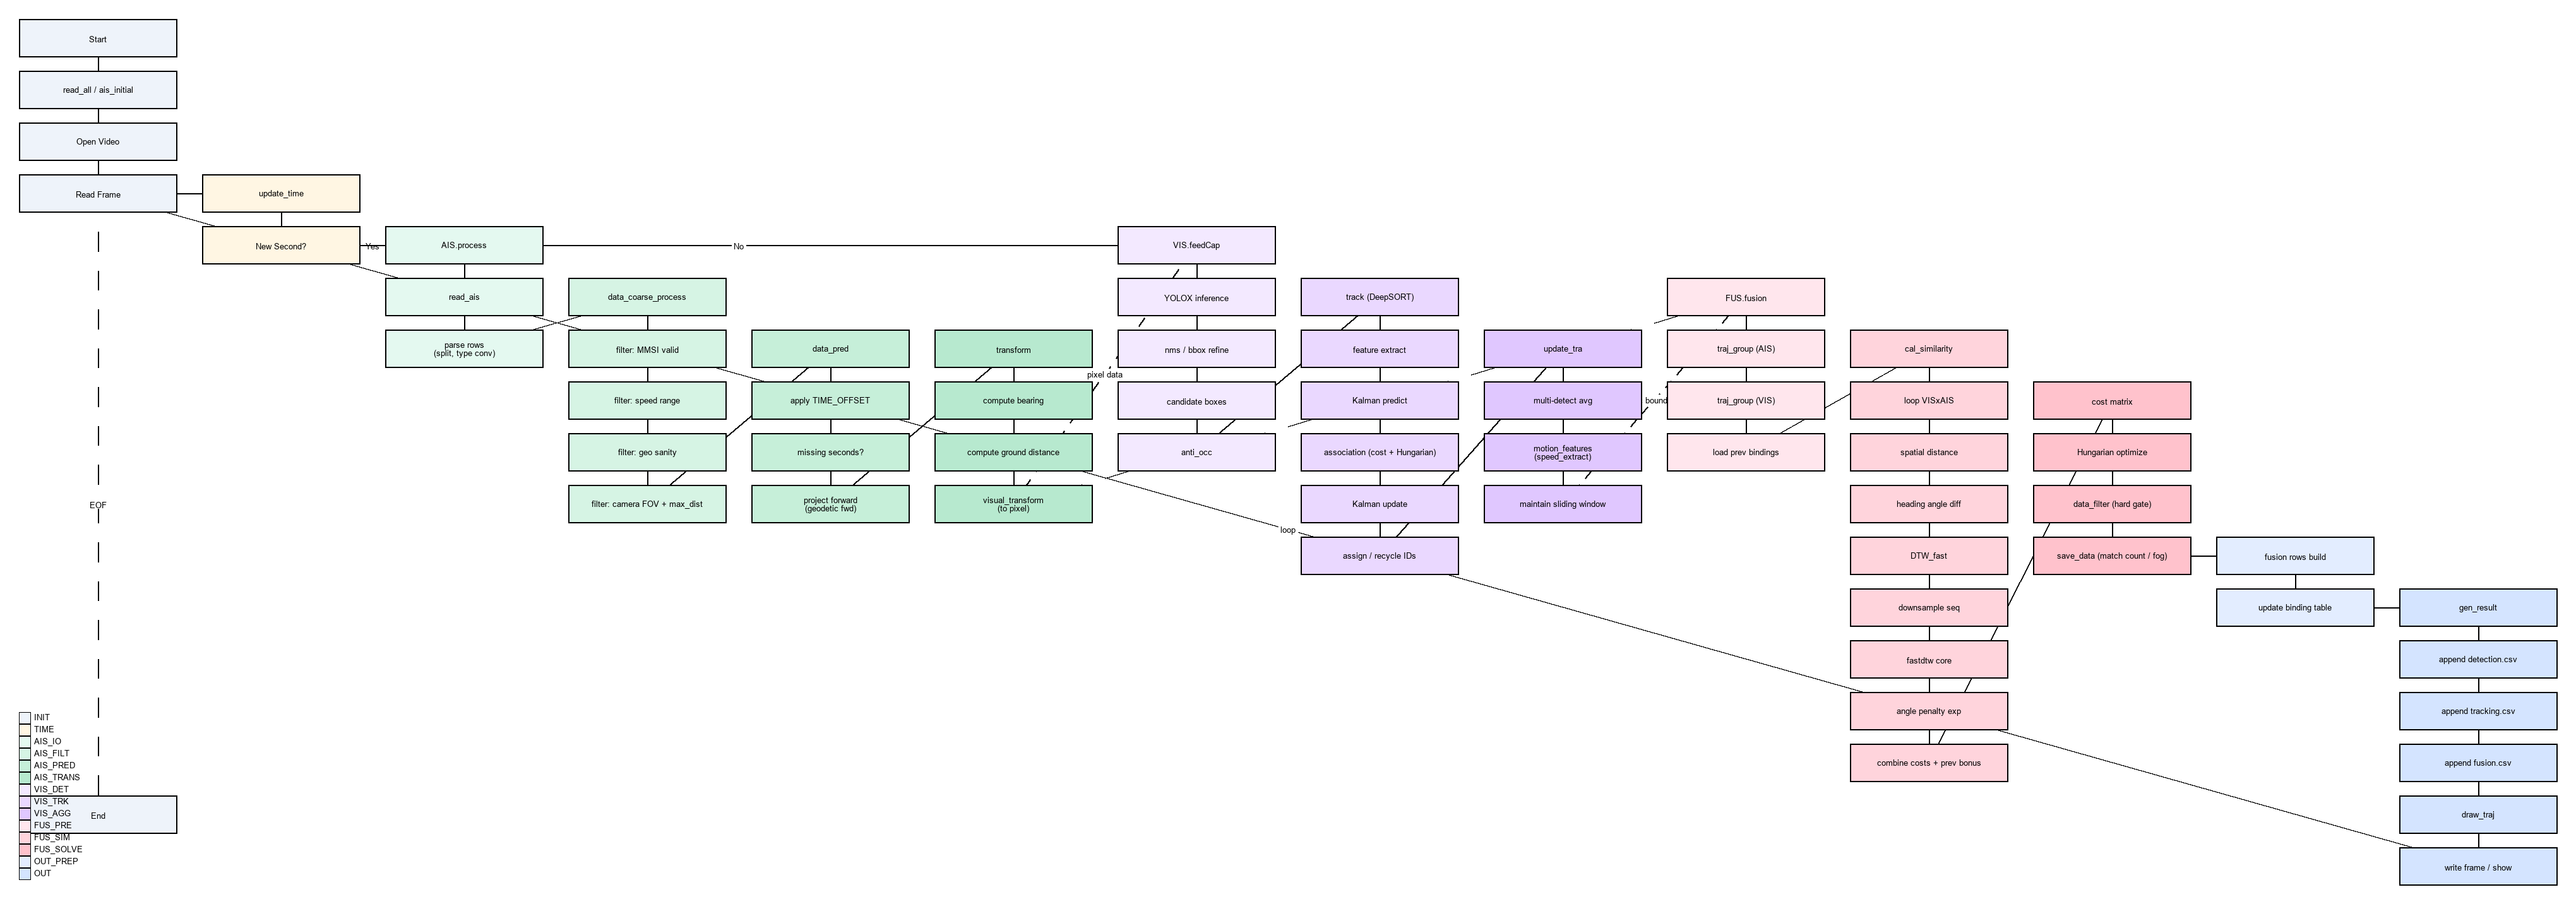 Start
read_all / ais_initial
Open Video
Read Frame
update_time
New Second?
Yes
AIS.process
No
VIS.feedCap
read_ais
data_coarse_process
YOLOX inference
track (DeepSORT)
FUS.fusion
parse rows
(split, type conv)
filter: MMSI valid
data_pred
transform
nms / bbox refine
feature extract
update_tra
traj_group (AIS)
cal_similarity
pixel data
filter: speed range
apply TIME_OFFSET
compute bearing
candidate boxes
Kalman predict
multi-detect avg
bound
traj_group (VIS)
loop VISxAIS
cost matrix
filter: geo sanity
missing seconds?
compute ground distance
anti_occ
association (cost + Hungarian)
motion_features
(speed_extract)
load prev bindings
spatial distance
Hungarian optimize
EOF
filter: camera FOV + max_dist
project forward
(geodetic fwd)
visual_transform
(to pixel)
Kalman update
maintain sliding window
heading angle diff
data_filter (hard gate)
loop
assign / recycle IDs
DTW_fast
save_data (match count / fog)
fusion rows build
downsample seq
update binding table
gen_result
fastdtw core
append detection.csv
angle penalty exp
append tracking.csv
combine costs + prev bonus
append fusion.csv
draw_traj
write frame / show
End
INIT
TIME
AIS_IO
AIS_FILT
AIS_PRED
AIS_TRANS
VIS_DET
VIS_TRK
VIS_AGG
FUS_PRE
FUS_SIM
FUS_SOLVE
OUT_PREP
OUT